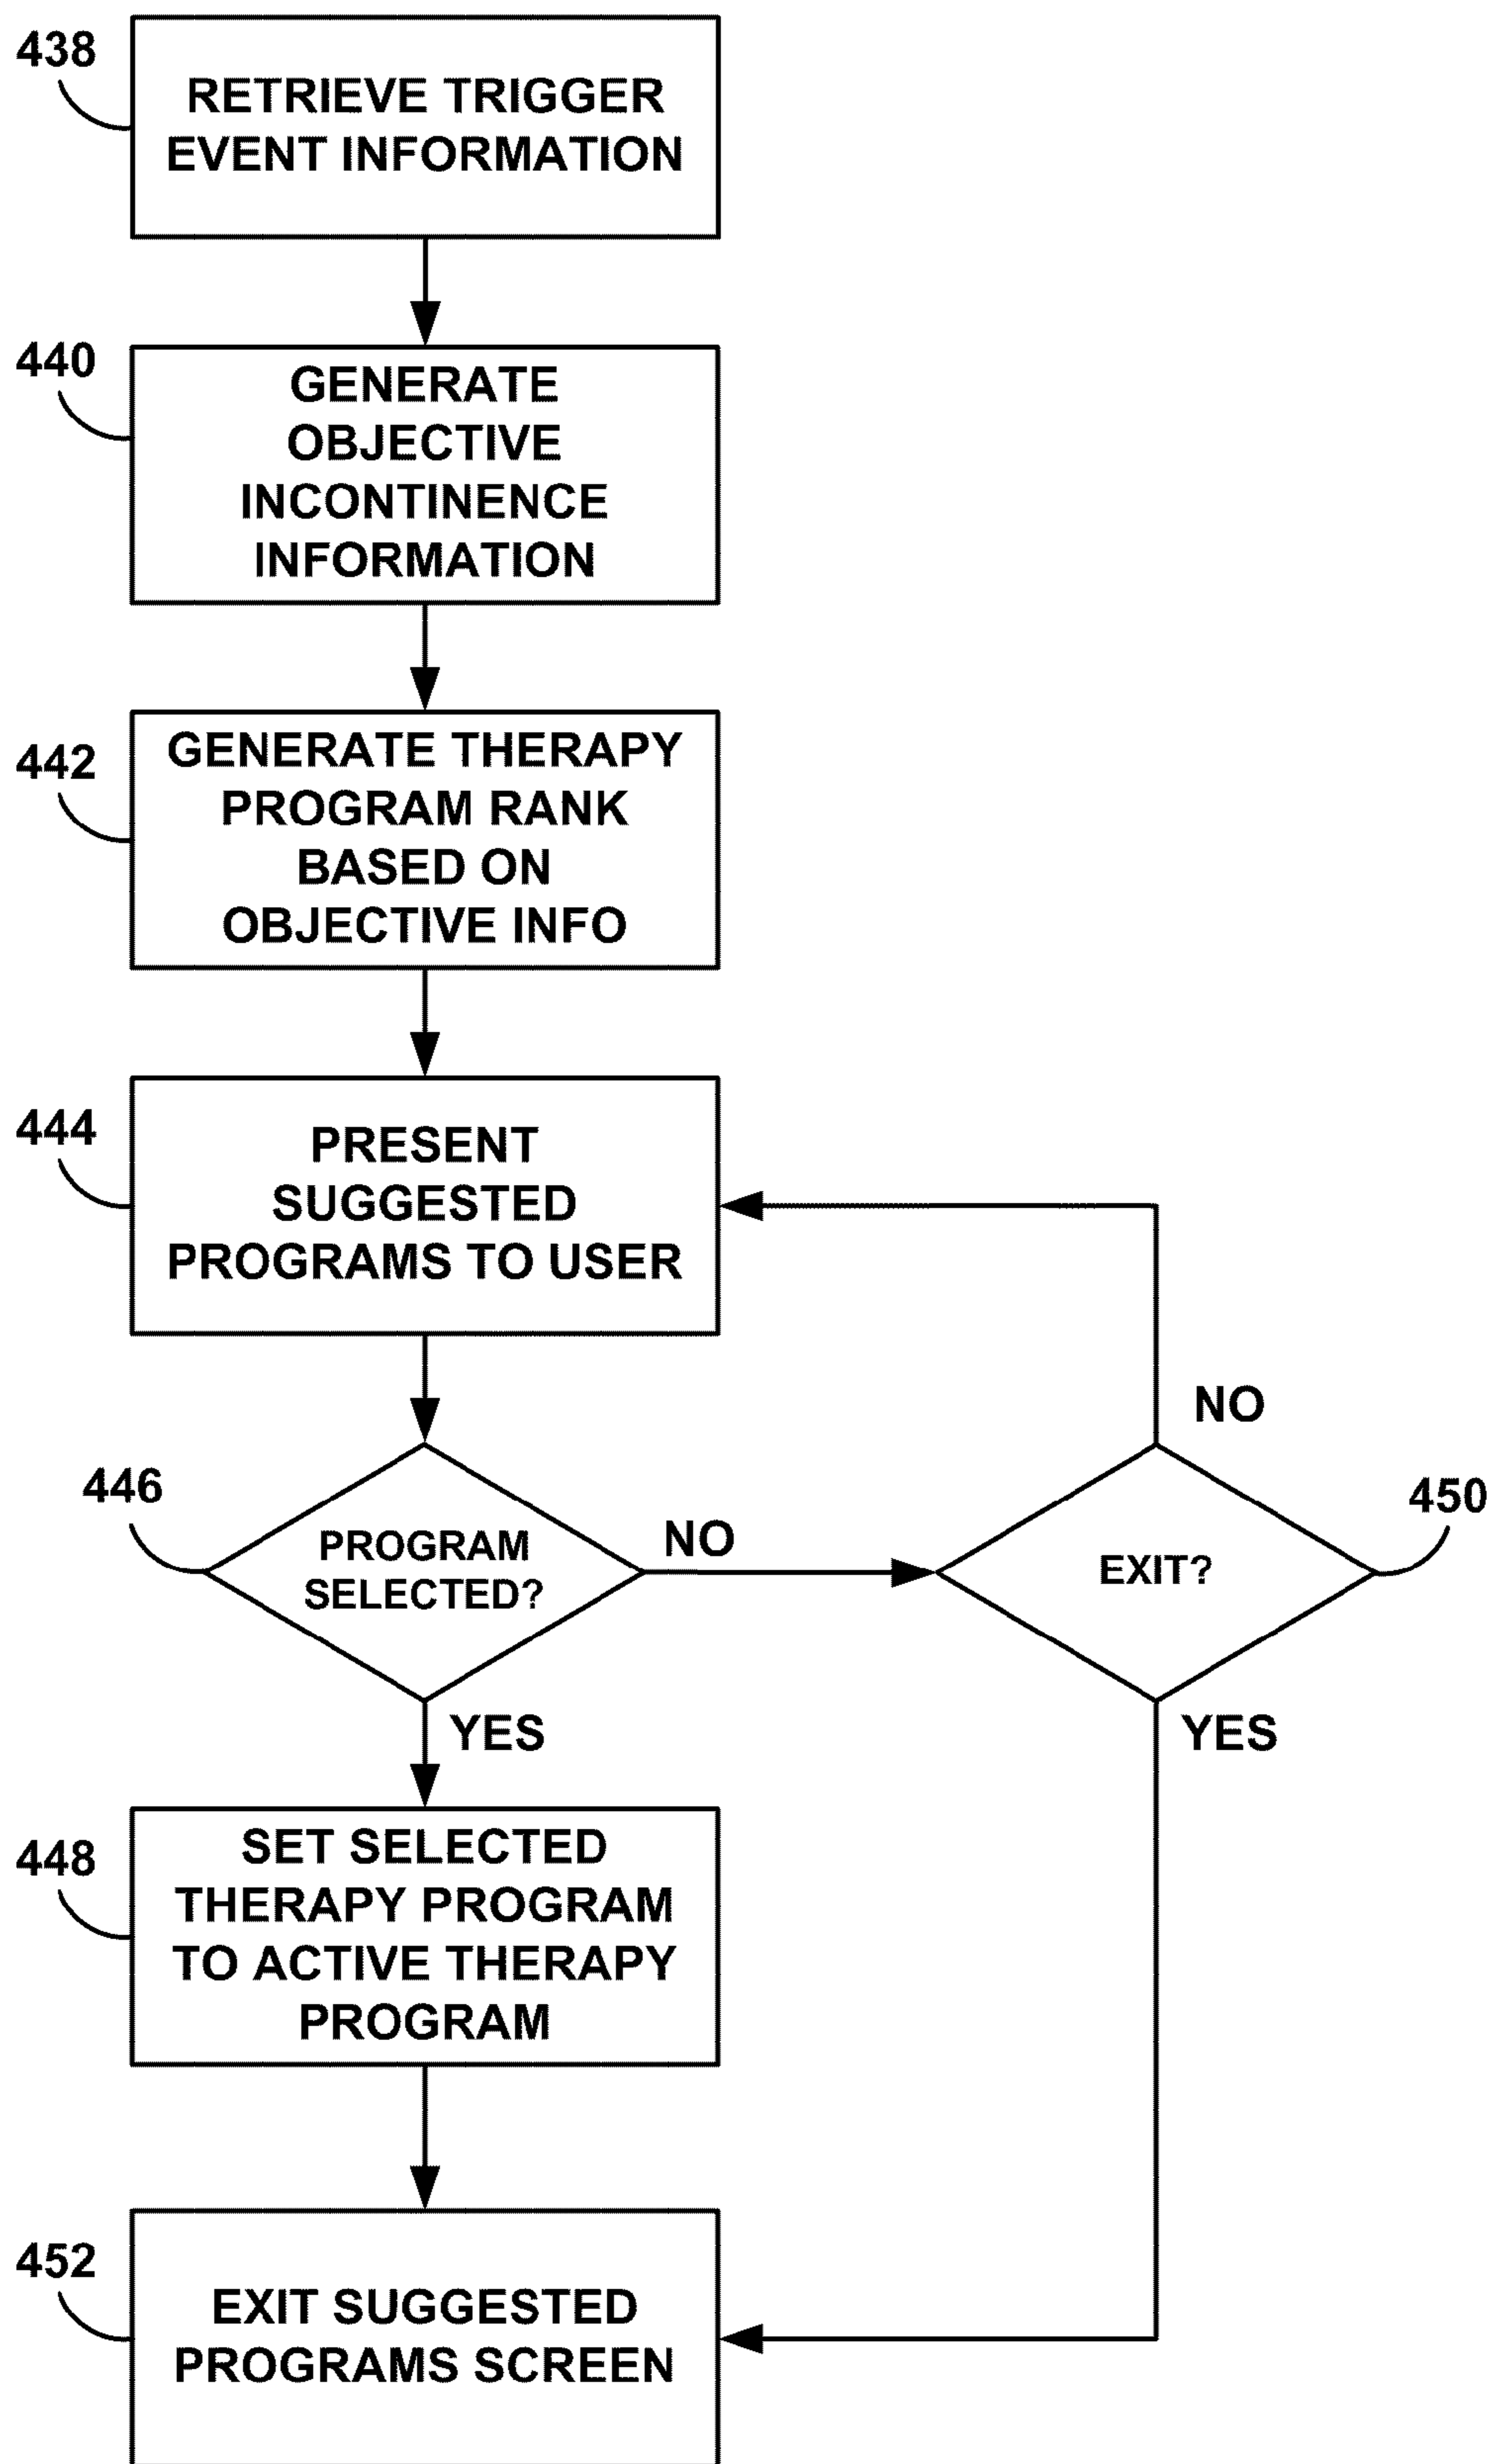 438
RETRIEVE TRIGGER
EVENT INFORMATION
440
GENERATE
OBJECTIVE
INCONTINENCE
INFORMATION
442
GENERATE THERAPY
PROGRAM RANK
BASED ON
OBJECTIVE INFO
444
PRESENT
SUGGESTED
PROGRAMS TO USER
446
PROGRAM
SELECTED?
NO
EXIT?
450
NO
YES
YES
448
SET SELECTED
THERAPY PROGRAM
TO ACTIVE THERAPY
PROGRAM
452
EXIT SUGGESTED
PROGRAMS SCREEN